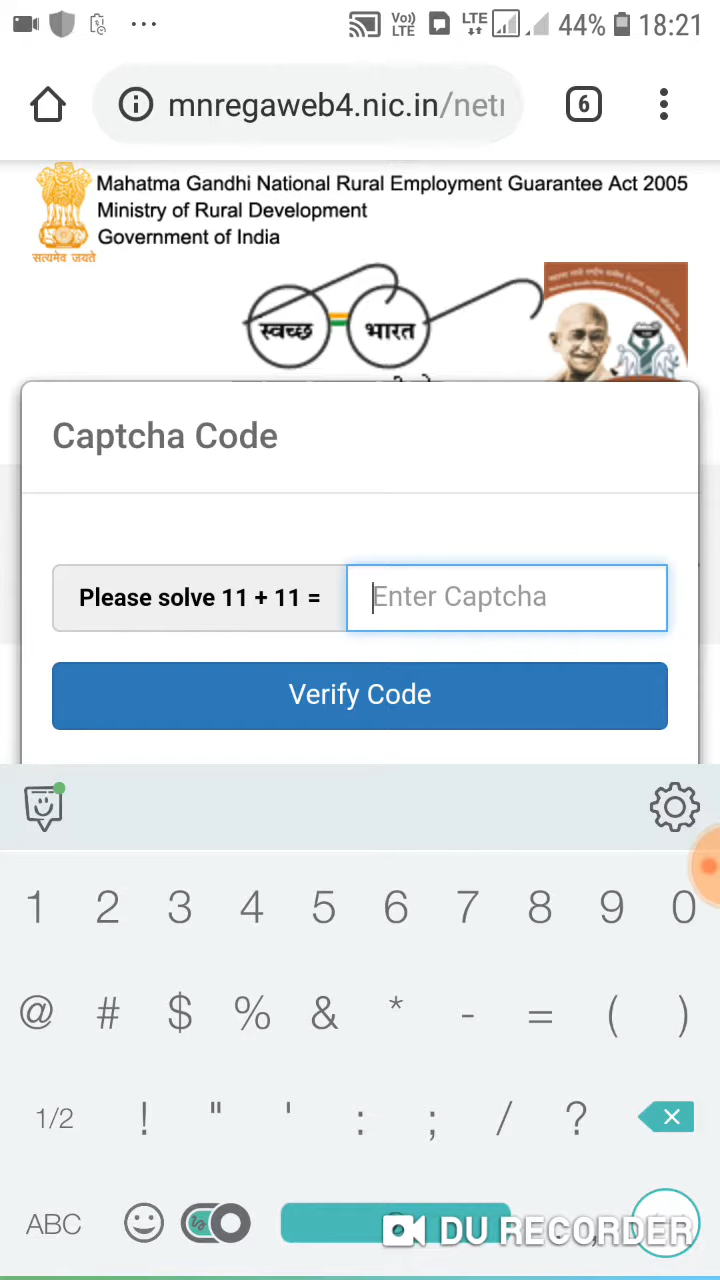 Vo)) LTE LTE 44% 18:21
mnregaweb4.nic.in/netr 6
Mahatma Gandhi National Rural Employment Guarantee Act 2005
Ministry of Rural Development
Government of India
सत्यमेव जयते
स्वच्छ भारत
Captcha Code
Please solve 11 + 11 =
Enter Captcha
Verify Code
1 2 3 4 5 6 7 8 9 0
@ # $ % & * - = ( )
1/2 ! " ' : ; / ?
ABC
DU RECORDER